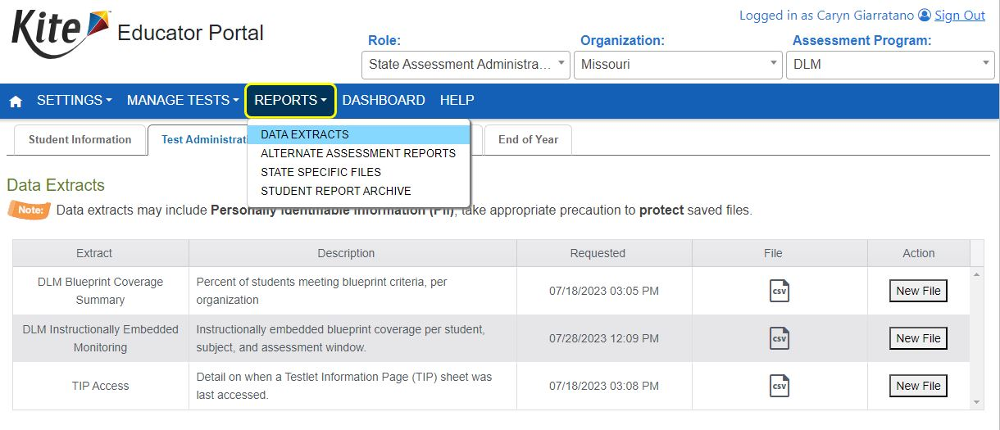 Kite Educator Portal
Logged in as Caryn Giarratano Sign Out
Role: Organization: Assessment Program:
State Assessment Administra... Missouri DLM
SETTINGS MANAGE TESTS REPORTS DASHBOARD HELP
DATA EXTRACTS
ALTERNATE ASSESSMENT REPORTS
STATE SPECIFIC FILES
STUDENT REPORT ARCHIVE
Student Information Test Administrati End of Year
Data Extracts
Note: Data extracts may include Personally Identifiable Information (PII), take appropriate precaution to protect saved files.
Extract Description Requested File Action
DLM Blueprint Coverage Summary
Percent of students meeting blueprint criteria, per organization
07/18/2023 03:05 PM csv New File
DLM Instructionally Embedded Monitoring
Instructionally embedded blueprint coverage per student, subject, and assessment window.
07/28/2023 12:09 PM csv New File
TIP Access
Detail on when a Testlet Information Page (TIP) sheet was last accessed.
07/18/2023 03:08 PM csv New File